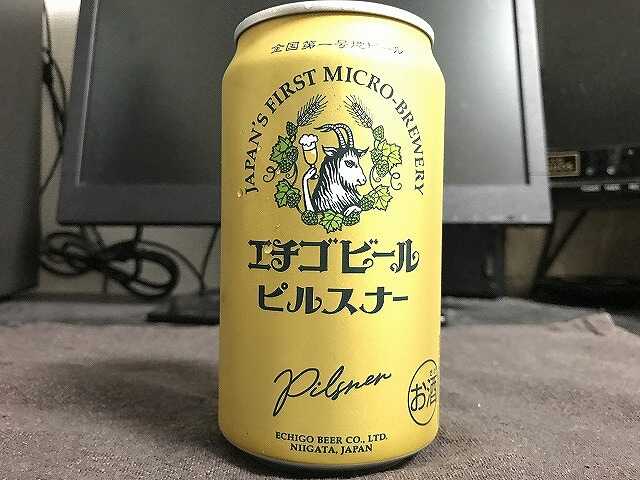 全国第一号地ビール
JAPAN'S FIRST MICRO-BREWERY
エチゴビール
ピルスナー
Pilsner
お酒
ECHIGO BEER CO., LTD.
NIIGATA, JAPAN